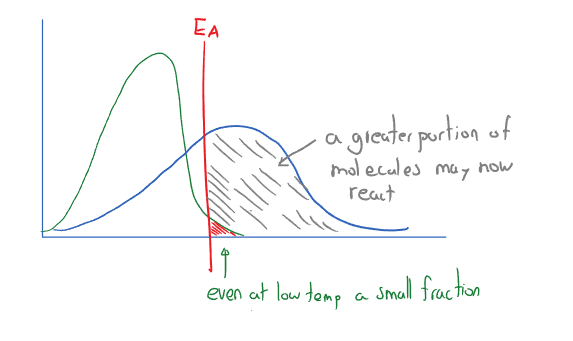 EA
a greater portion of
molecules may now
react
even at low temp a small fraction